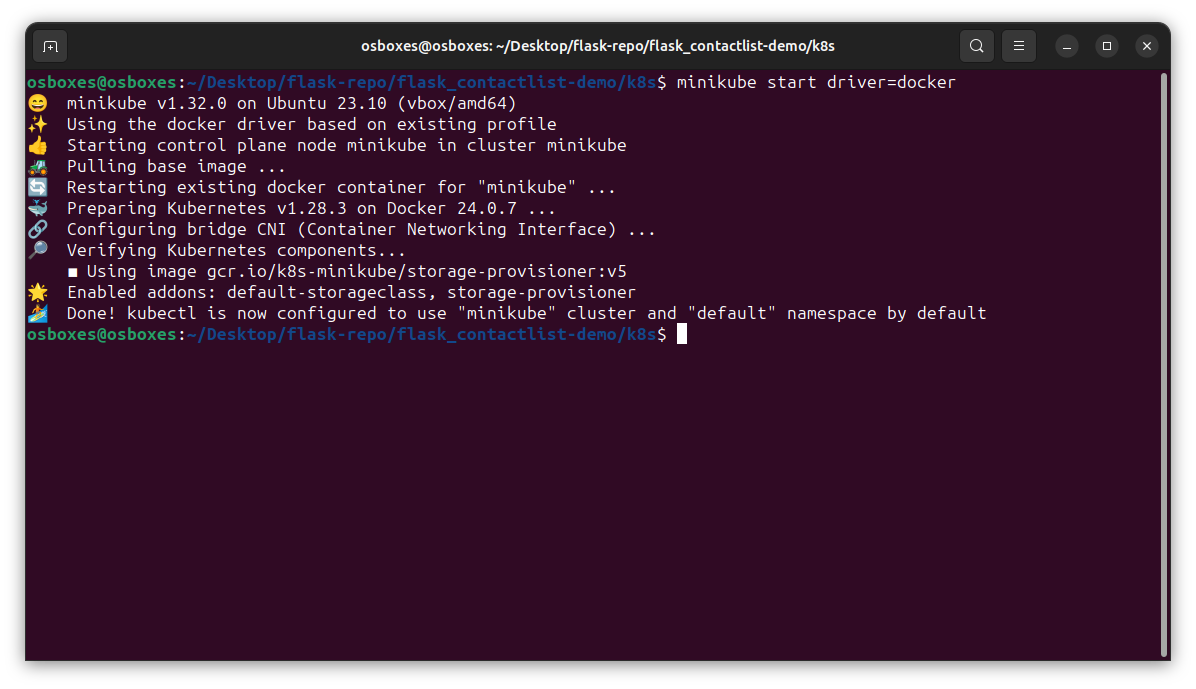 osboxes@osboxes: ~/Desktop/flask-repo/flask_contactlist-demo/k8s
osboxes@osboxes:~/Desktop/flask-repo/flask_contactlist-demo/k8s$ minikube start driver=docker
😄  minikube v1.32.0 on Ubuntu 23.10 (vbox/amd64)
✨  Using the docker driver based on existing profile
👍  Starting control plane node minikube in cluster minikube
🚜  Pulling base image ...
🔄  Restarting existing docker container for "minikube" ...
🐳  Preparing Kubernetes v1.28.3 on Docker 24.0.7 ...
🔗  Configuring bridge CNI (Container Networking Interface) ...
🔎  Verifying Kubernetes components...
    ▪ Using image gcr.io/k8s-minikube/storage-provisioner:v5
🌟  Enabled addons: default-storageclass, storage-provisioner
🏄  Done! kubectl is now configured to use "minikube" cluster and "default" namespace by default
osboxes@osboxes:~/Desktop/flask-repo/flask_contactlist-demo/k8s$